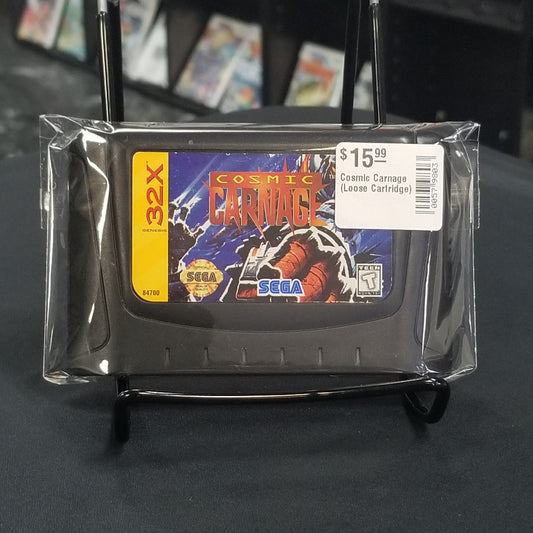 $15.99
Cosmic Carnage
(Loose Cartridge)
COSMIC
CARNAGE
GENESIS
32X
SEGA
SEGA
TEEN
T
84700